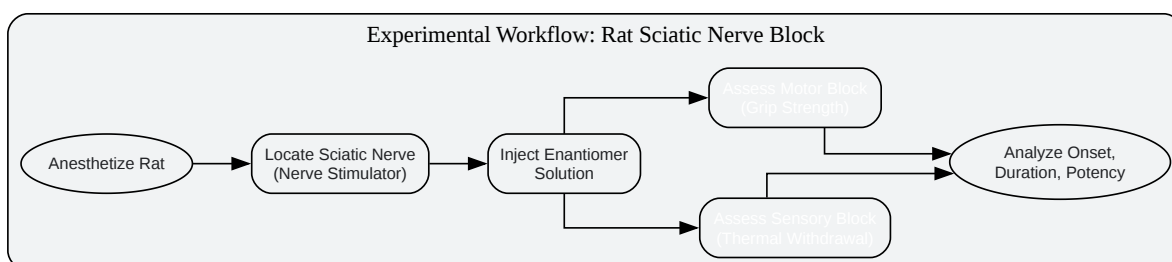 Experimental Workflow: Rat Sciatic Nerve Block
Anesthetize Rat
Locate Sciatic Nerve
(Nerve Stimulator)
Inject Enantiomer
Solution
Assess Motor Block
(Grip Strength)
Assess Sensory Block
(Thermal Withdrawal)
Analyze Onset,
Duration, Potency